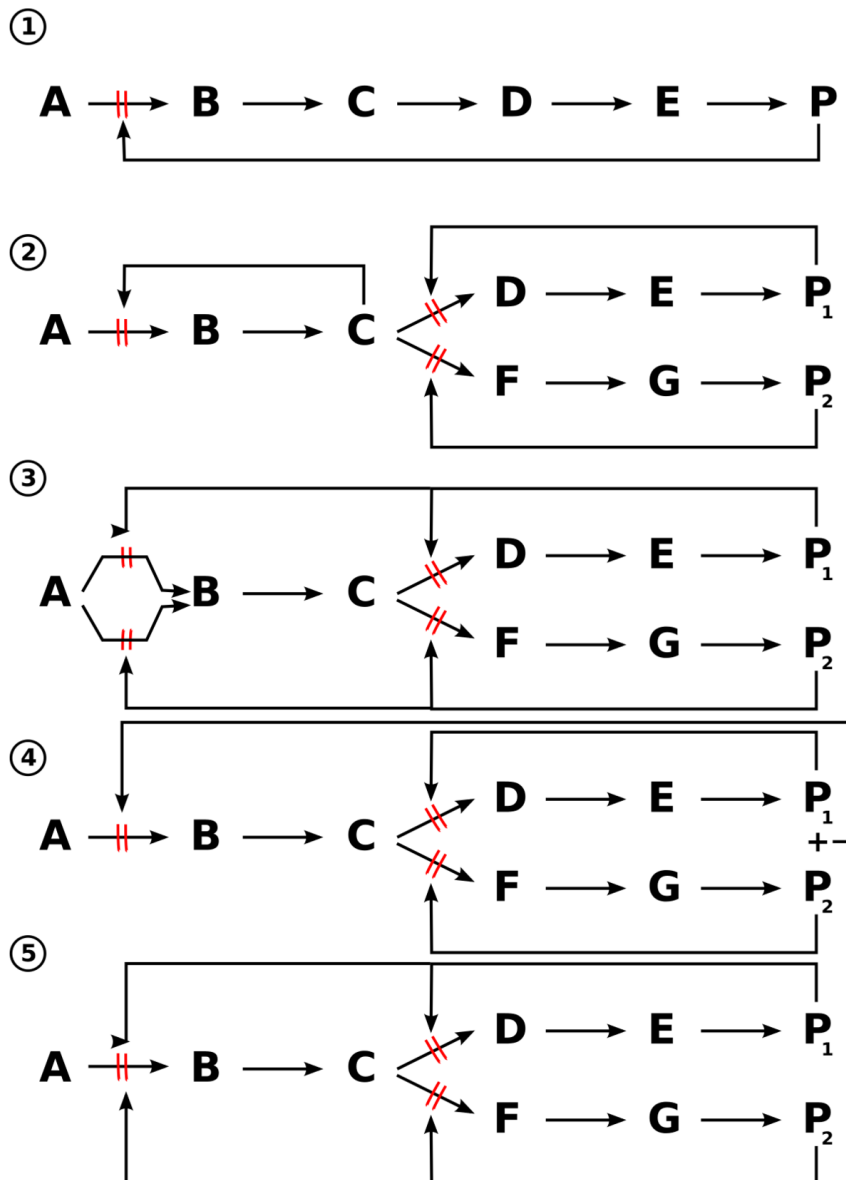 ①
A B C D E P
②
D E P₁
A B C
F G P₂
③
D E P₁
A B C
F G P₂
④
D E P₁
A B C +
F G P₂
⑤
D E P₁
A B C
F G P₂